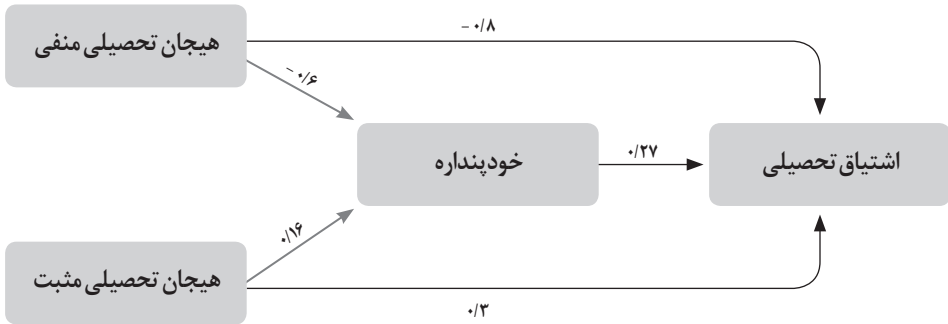 هیجان تحصیلی منفی
- ۰/۸
- ۰/۶
خودپنداره
۰/۲۷
اشتیاق تحصیلی
۰/۱۶
هیجان تحصیلی مثبت
۰/۳